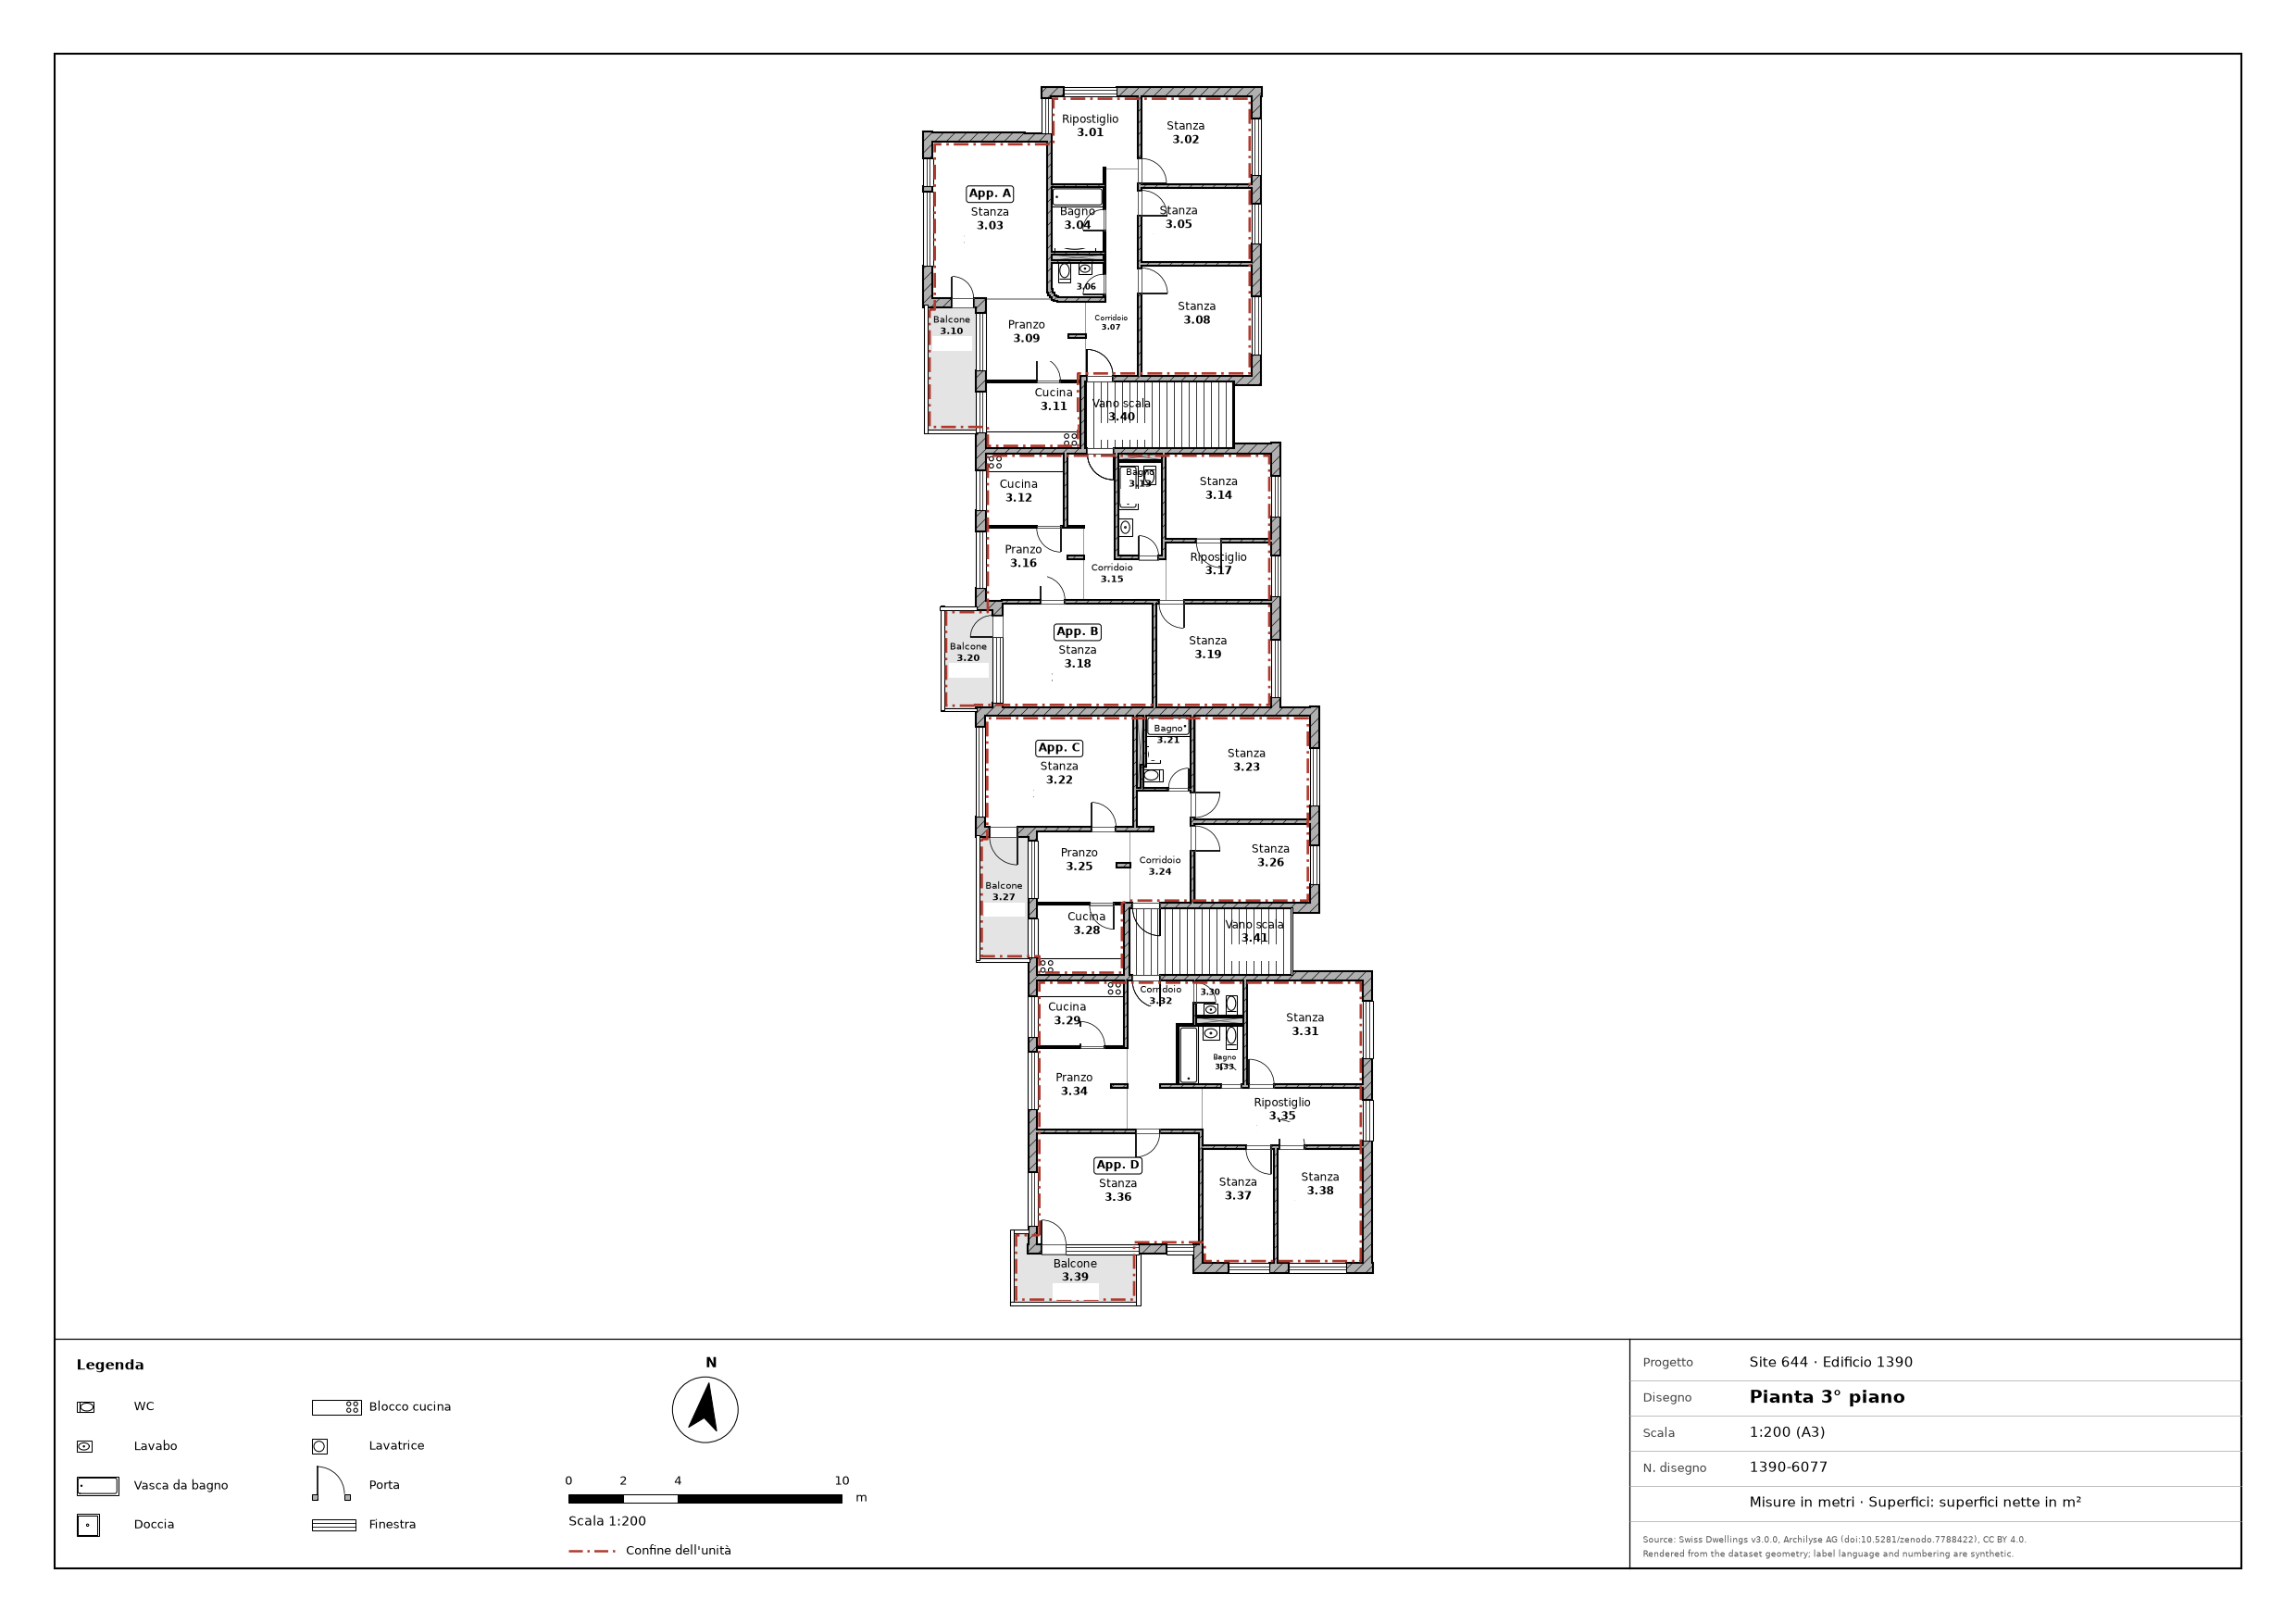 Ripostiglio
3.01
Stanza
3.02
App. A
Stanza
3.03
Bagno
3.04
Stanza
3.05
3.06
Corridoio
3.07
Stanza
3.08
Pranzo
3.09
Balcone
3.10
Cucina
3.11
Vano scala
3.40
Cucina
3.12
Bagno
3.13
Stanza
3.14
Pranzo
3.16
Corridoio
3.15
Ripostiglio
3.17
App. B
Stanza
3.18
Stanza
3.19
Balcone
3.20
Bagno
3.21
App. C
Stanza
3.22
Stanza
3.23
Pranzo
3.25
Corridoio
3.24
Stanza
3.26
Balcone
3.27
Cucina
3.28
Vano scala
3.41
Cucina
3.29
Corridoio
3.32
3.30
Stanza
3.31
Bagno
3.33
Pranzo
3.34
Ripostiglio
3.35
App. D
Stanza
3.36
Stanza
3.37
Stanza
3.38
Balcone
3.39
Legenda
WC
Lavabo
Vasca da bagno
Doccia
Blocco cucina
Lavatrice
Porta
Finestra
N
0 2 4 10
m
Scala 1:200
Confine dell'unità
Progetto Site 644 · Edificio 1390
Disegno Pianta 3° piano
Scala 1:200 (A3)
N. disegno 1390-6077
Misure in metri · Superfici: superfici nette in m²
Source: Swiss Dwellings v3.0.0, Archilyse AG (doi:10.5281/zenodo.7788422), CC BY 4.0.
Rendered from the dataset geometry; label language and numbering are synthetic.